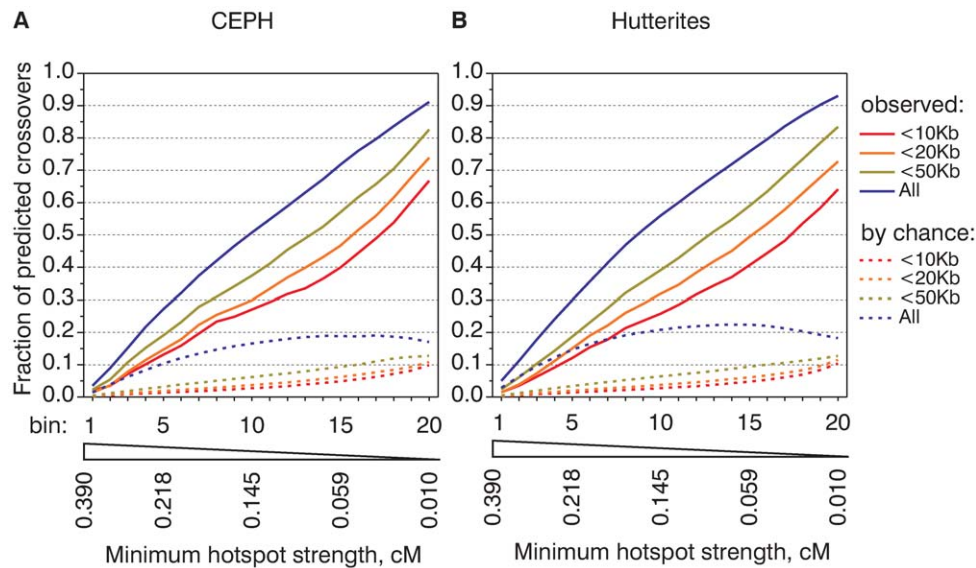 A CEPH
B Hutterites
Fraction of predicted crossovers
1.0
0.9
0.8
0.7
0.6
0.5
0.4
0.3
0.2
0.1
0.0
bin: 1 5 10 15 20
0.390 0.218 0.145 0.059 0.010
Minimum hotspot strength, cM
1.0
0.9
0.8
0.7
0.6
0.5
0.4
0.3
0.2
0.1
0.0
1 5 10 15 20
0.390 0.218 0.145 0.059 0.010
Minimum hotspot strength, cM
observed:
<10Kb
<20Kb
<50Kb
All
by chance:
<10Kb
<20Kb
<50Kb
All